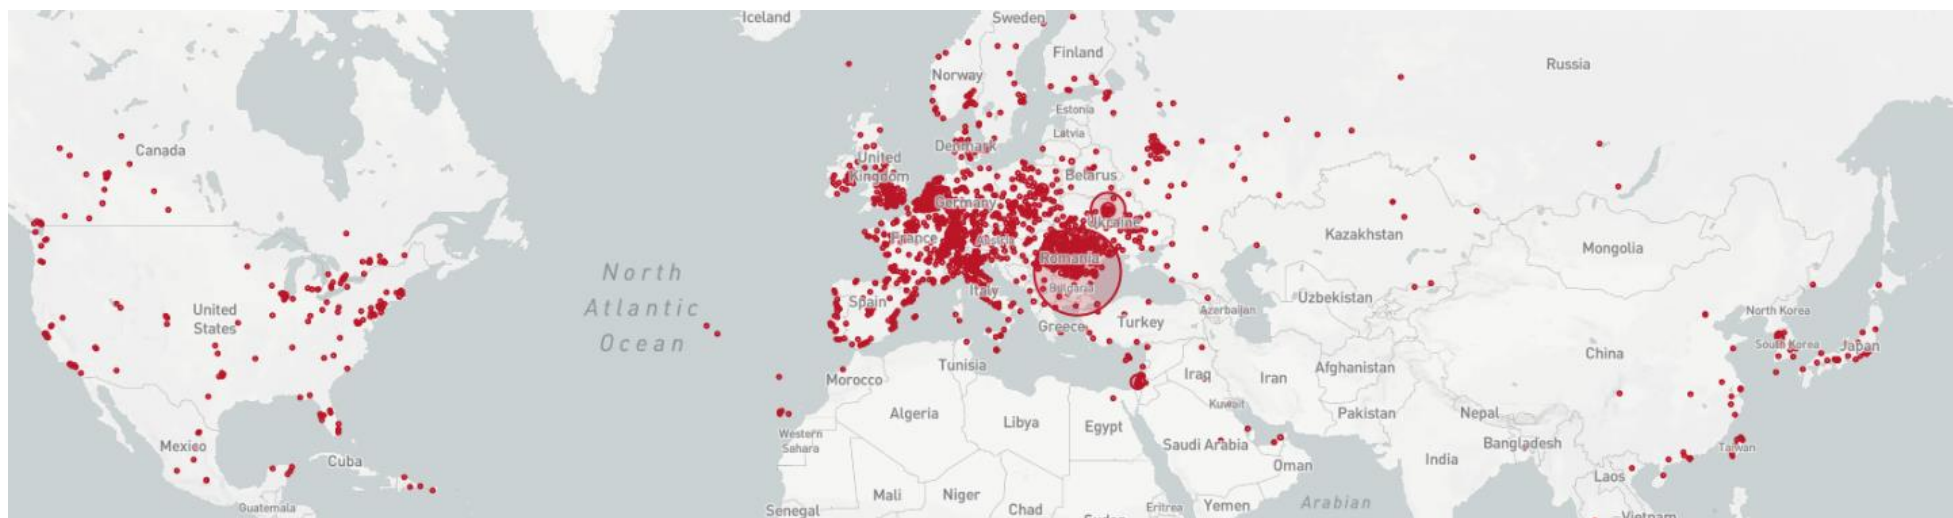 Iceland
Sweden
Finland
Russia
Norway
Estonia
Latvia
Canada
Denmark
United
Kingdom
Belarus
Germany
Ukraine
France
Austria
Kazakhstan
Mongolia
Romania
North
Atlantic
Ocean
Bulgaria
Italy
Spain
Uzbekistan
United
States
Azerbaijan
North Korea
Greece
Turkey
South Korea
Japan
China
Tunisia
Afghanistan
Morocco
Iraq
Iran
Kuwait
Pakistan
Nepal
Algeria
Libya
Egypt
Western
Sahara
Saudi Arabia
Bangladesh
Taiwan
Mexico
Cuba
India
Oman
Laos
Mali
Niger
Chad
Guatemala
Senegal
Eritrea
Yemen
Arabian
Sudan
Vietnam